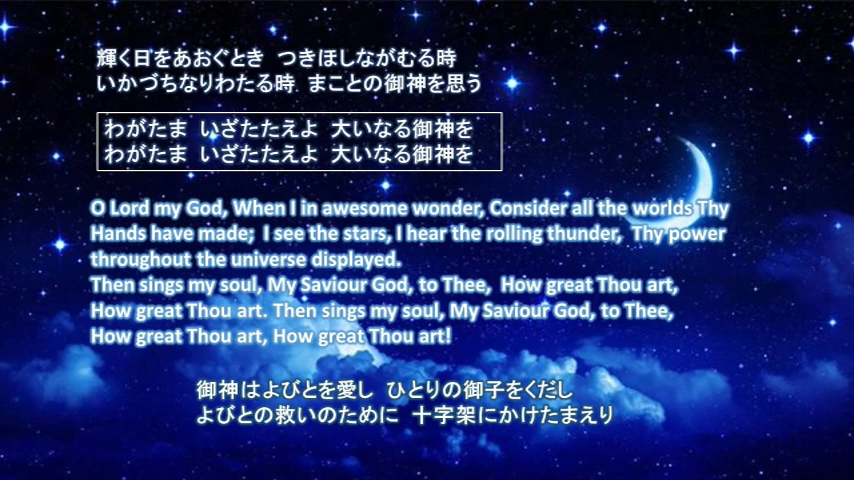 輝く日をあおぐとき　つきほしながむる時
いかづちなりわたる時　まことの御神を思う
わがたま　いざたたえよ　大いなる御神を
わがたま　いざたたえよ　大いなる御神を
O Lord my God, When I in awesome wonder, Consider all the worlds Thy
Hands have made;  I see the stars, I hear the rolling thunder,  Thy power
throughout the universe displayed.
Then sings my soul, My Saviour God, to Thee,  How great Thou art,
How great Thou art. Then sings my soul, My Saviour God, to Thee,
How great Thou art, How great Thou art!
御神はよびとを愛し　ひとりの御子をくだし
よびとの救いのために　十字架にかけたまえり